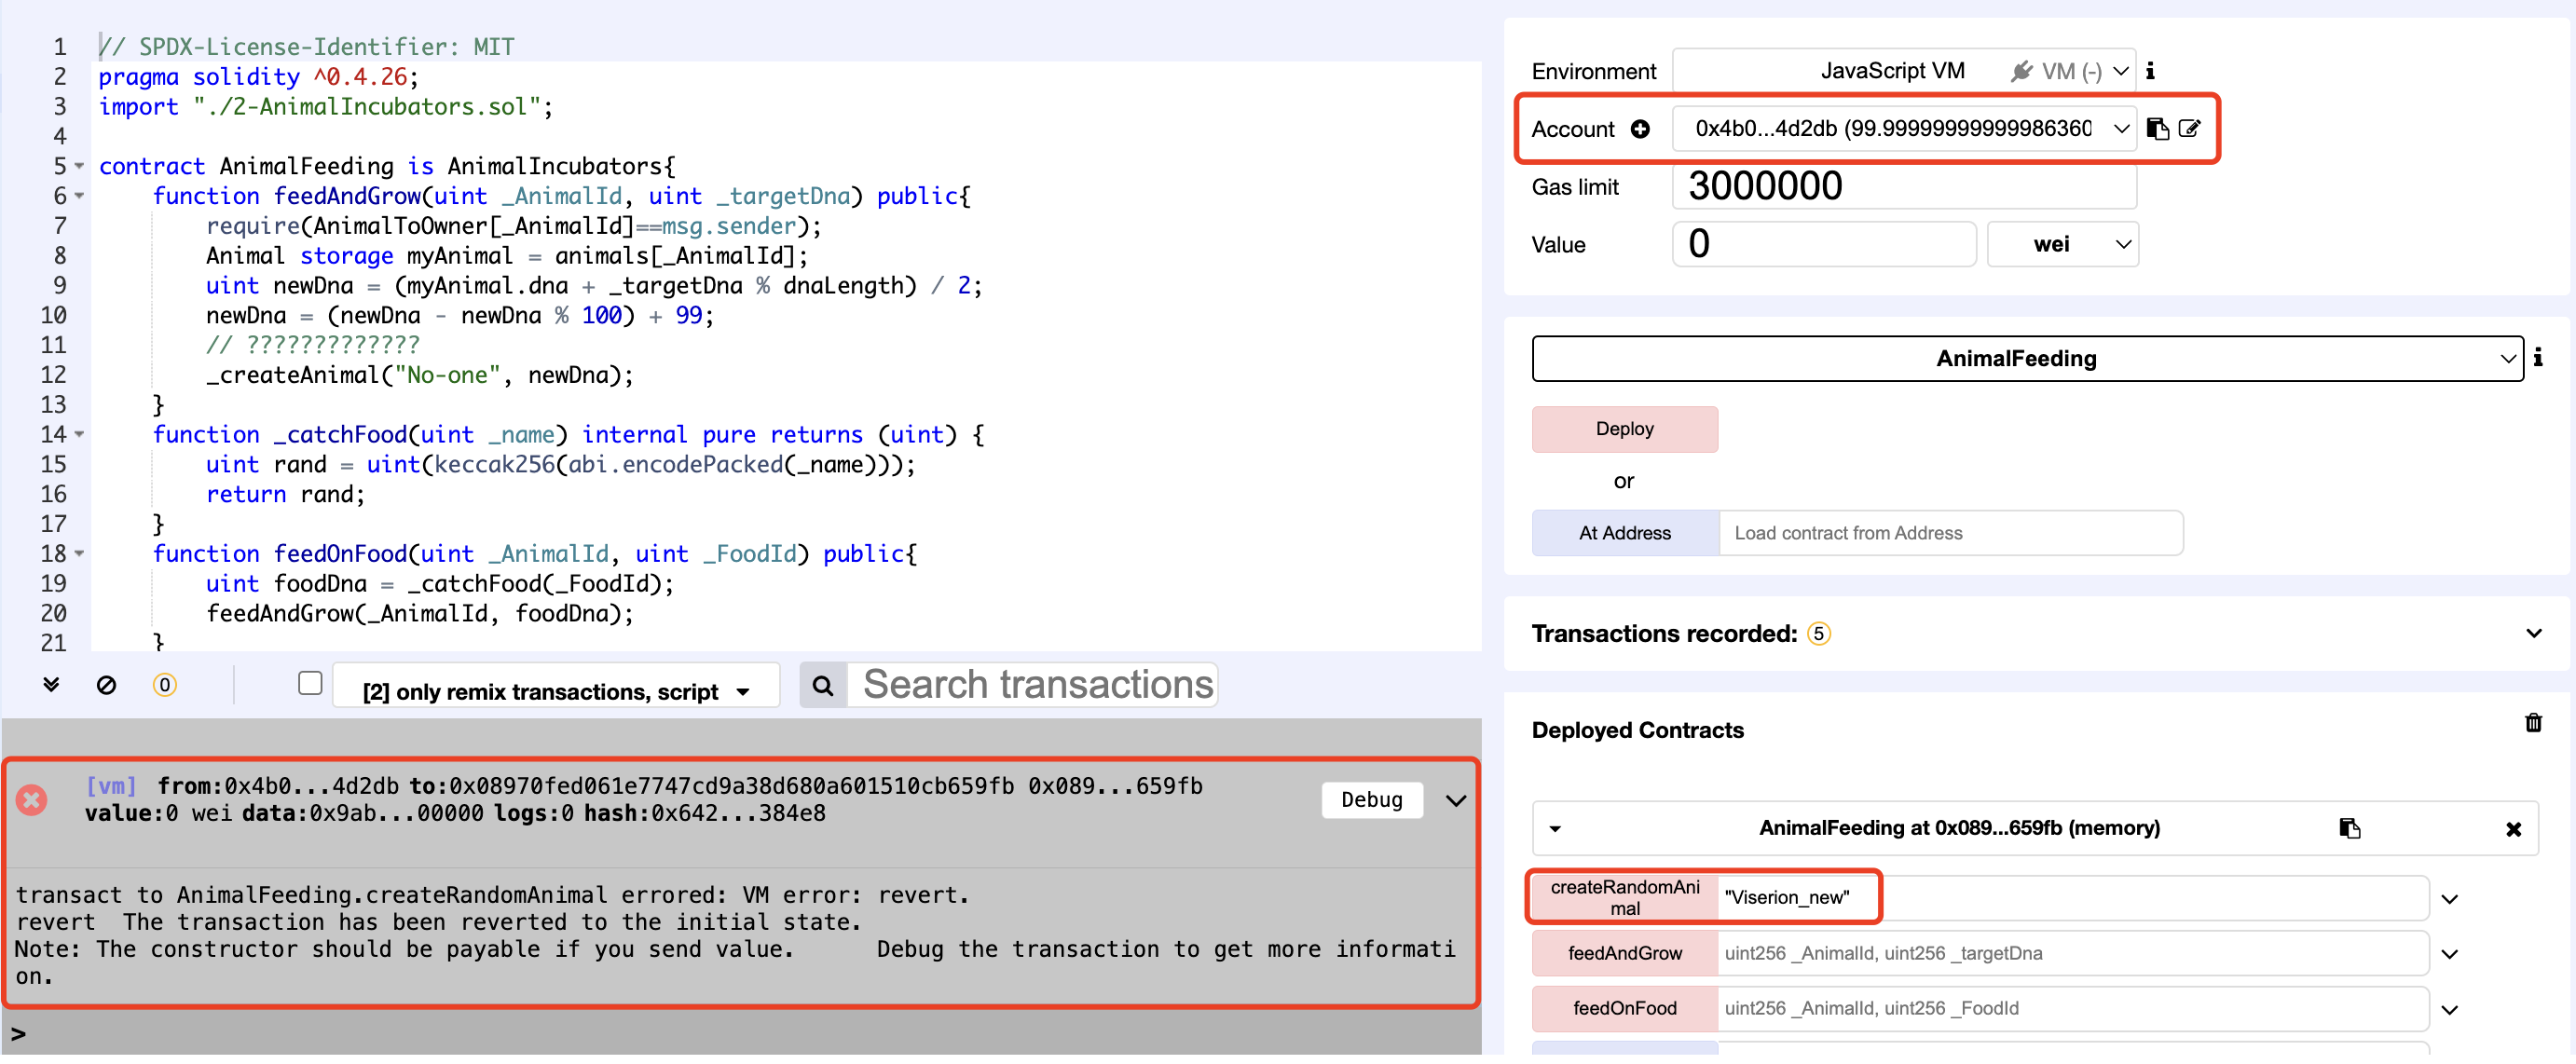 1 // SPDX-License-Identifier: MIT
2 pragma solidity ^0.4.26;
3 import "./2-AnimalIncubators.sol";
4
5 contract AnimalFeeding is AnimalIncubators{
6 function feedAndGrow(uint _AnimalId, uint _targetDna) public{
7 require(AnimalToOwner[_AnimalId]==msg.sender);
8 Animal storage myAnimal = animals[_AnimalId];
9 uint newDna = (myAnimal.dna + _targetDna % dnaLength) / 2;
10 newDna = (newDna - newDna % 100) + 99;
11 // ?????????????
12 _createAnimal("No-one", newDna);
13 }
14 function _catchFood(uint _name) internal pure returns (uint) {
15 uint rand = uint(keccak256(abi.encodePacked(_name)));
16 return rand;
17 }
18 function feedOnFood(uint _AnimalId, uint _FoodId) public{
19 uint foodDna = _catchFood(_FoodId);
20 feedAndGrow(_AnimalId, foodDna);
21 }
0 [2] only remix transactions, script Search transactions
[vm] from:0x4b0...4d2db to:0x08970fed061e7747cd9a38d680a601510cb659fb 0x089...659fb
value:0 wei data:0x9ab...00000 logs:0 hash:0x642...384e8
Debug
transact to AnimalFeeding.createRandomAnimal errored: VM error: revert.
revert The transaction has been reverted to the initial state.
Note: The constructor should be payable if you send value. Debug the transaction to get more informati
on.
>
Environment JavaScript VM VM (-)
Account 0x4b0...4d2db (99.99999999999986360
Gas limit 3000000
Value 0 wei
AnimalFeeding
Deploy
or
At Address Load contract from Address
Transactions recorded: 5
Deployed Contracts
AnimalFeeding at 0x089...659fb (memory)
createRandomAni
mal "Viserion_new"
feedAndGrow uint256 _AnimalId, uint256 _targetDna
feedOnFood uint256 _AnimalId, uint256 _FoodId